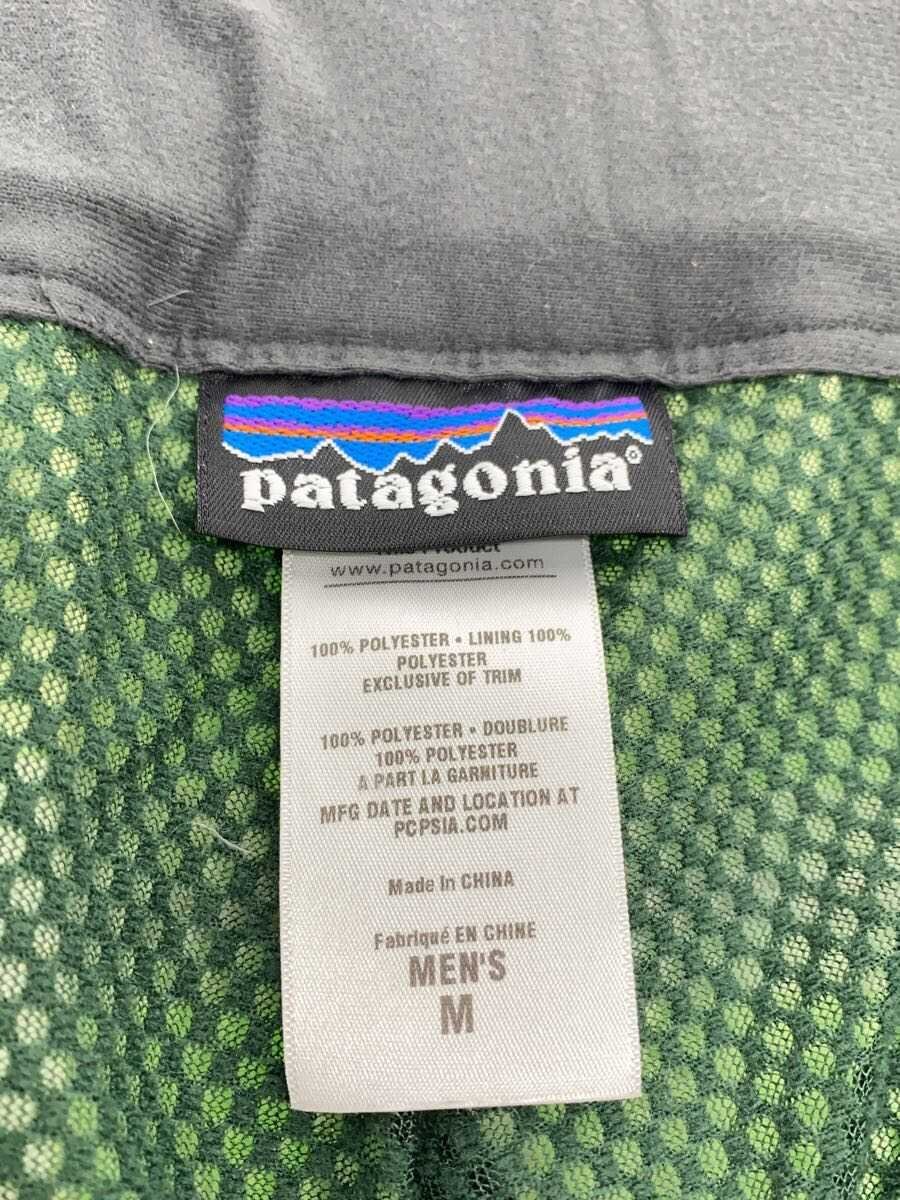 patagonia®
Product
www.patagonia.com
100% POLYESTER • LINING 100%
POLYESTER
EXCLUSIVE OF TRIM
100% POLYESTER • DOUBLURE
100% POLYESTER
A PART LA GARNITURE
MFG DATE AND LOCATION AT
PCPSIA.COM
Made In CHINA
Fabriqué EN CHINE
MEN'S
M